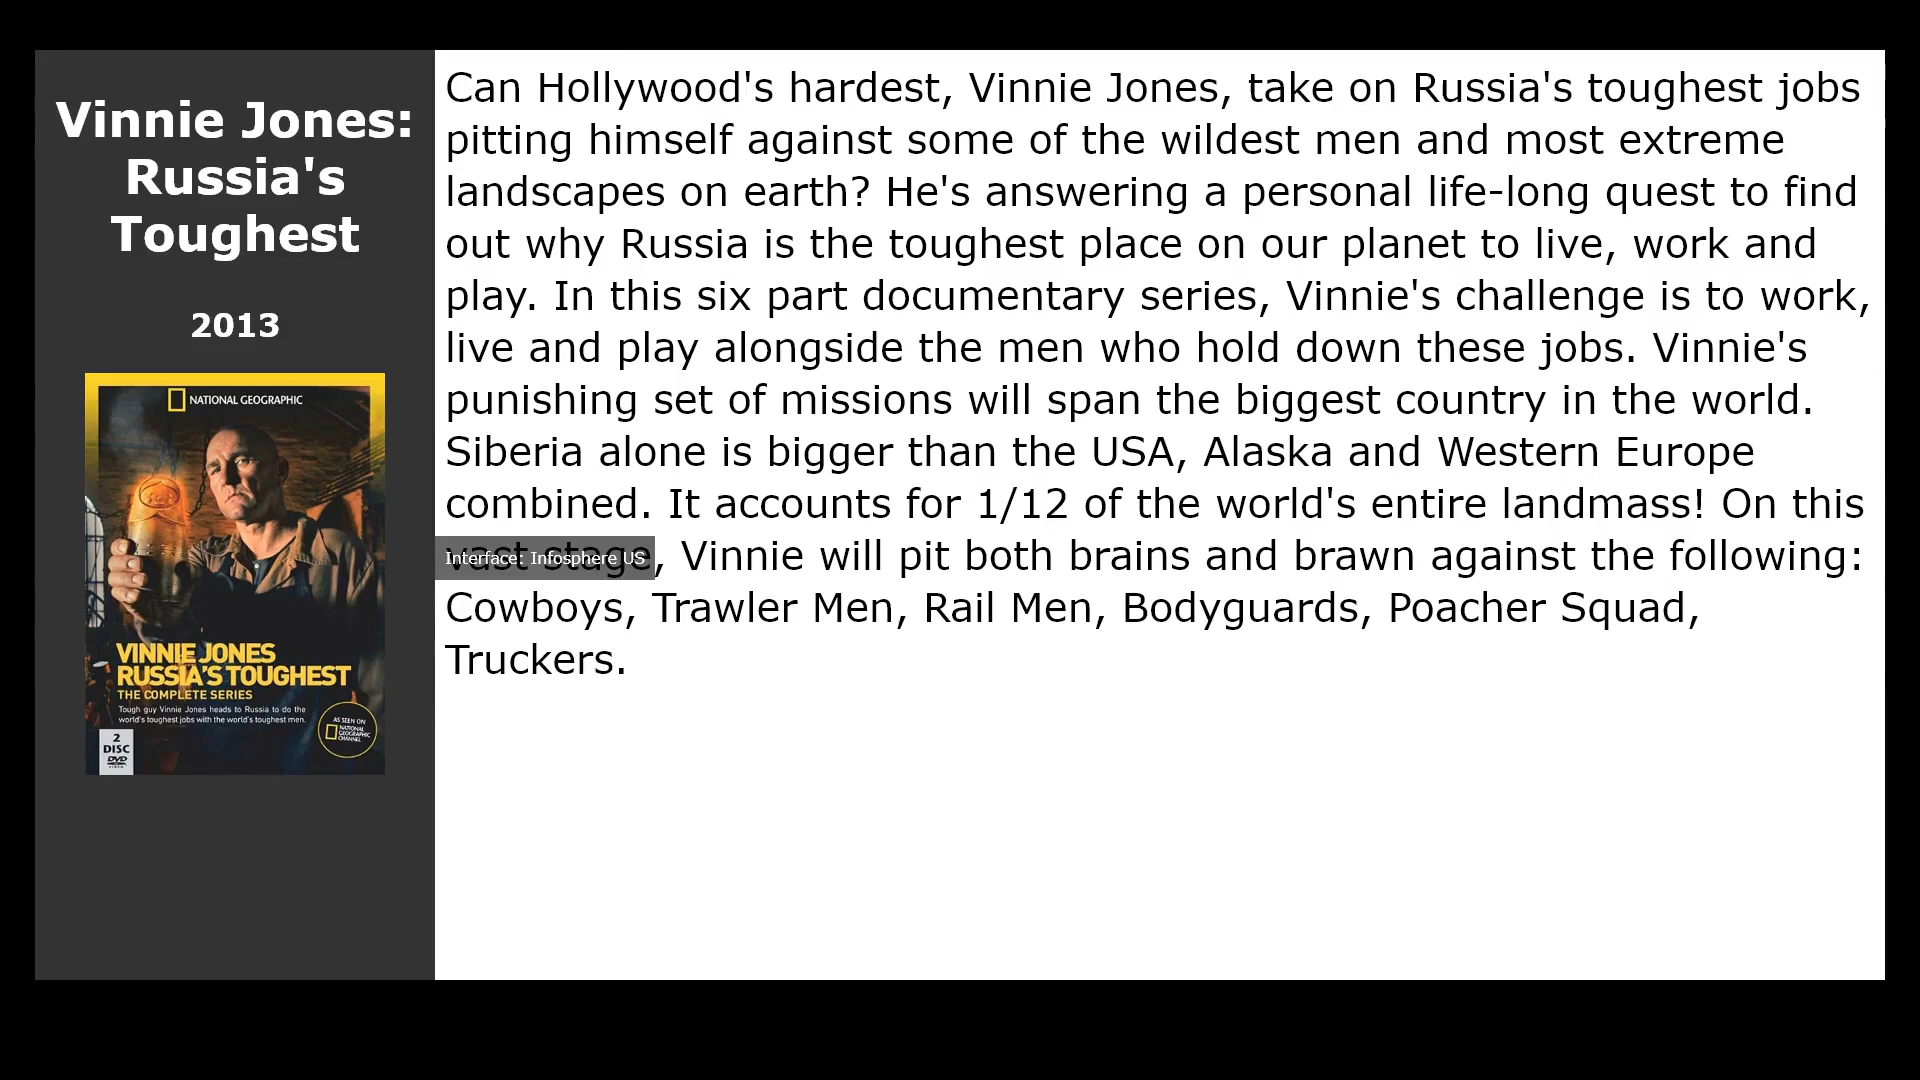 Vinnie Jones:
Russia's
Toughest
2013
NATIONAL GEOGRAPHIC
VINNIE JONES
RUSSIA'S TOUGHEST
THE COMPLETE SERIES
Tough guy Vinnie Jones heads to Russia to do the
world's toughest jobs with the world's toughest men.
AS SEEN ON
NATIONAL
GEOGRAPHIC
CHANNEL
2
DISC
DVD
VIDEO
Can Hollywood's hardest, Vinnie Jones, take on Russia's toughest jobs
pitting himself against some of the wildest men and most extreme
landscapes on earth? He's answering a personal life-long quest to find
out why Russia is the toughest place on our planet to live, work and
play. In this six part documentary series, Vinnie's challenge is to work,
live and play alongside the men who hold down these jobs. Vinnie's
punishing set of missions will span the biggest country in the world.
Siberia alone is bigger than the USA, Alaska and Western Europe
combined. It accounts for 1/12 of the world's entire landmass! On this
vast stage, Vinnie will pit both brains and brawn against the following:
Interface: Infosphere US
Cowboys, Trawler Men, Rail Men, Bodyguards, Poacher Squad,
Truckers.